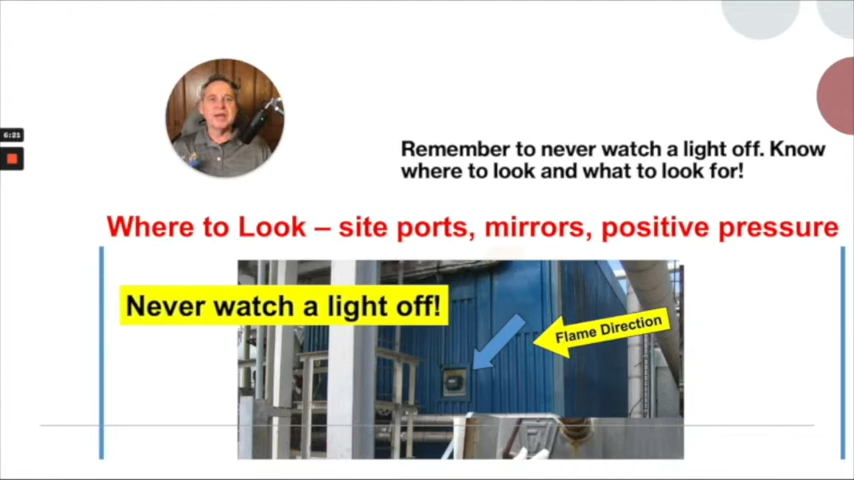 6:21
Remember to never watch a light off. Know
where to look and what to look for!
Where to Look – site ports, mirrors, positive pressure
Never watch a light off!
Flame Direction